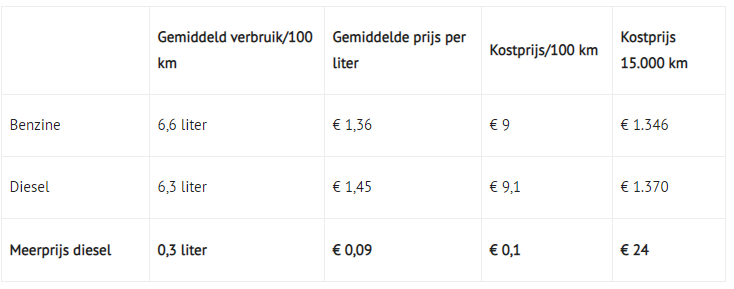 Gemiddeld verbruik/100 km Gemiddelde prijs per liter Kostprijs/100 km Kostprijs 15.000 km
Benzine 6,6 liter € 1,36 € 9 € 1.346
Diesel 6,3 liter € 1,45 € 9,1 € 1.370
Meerprijs diesel 0,3 liter € 0,09 € 0,1 € 24